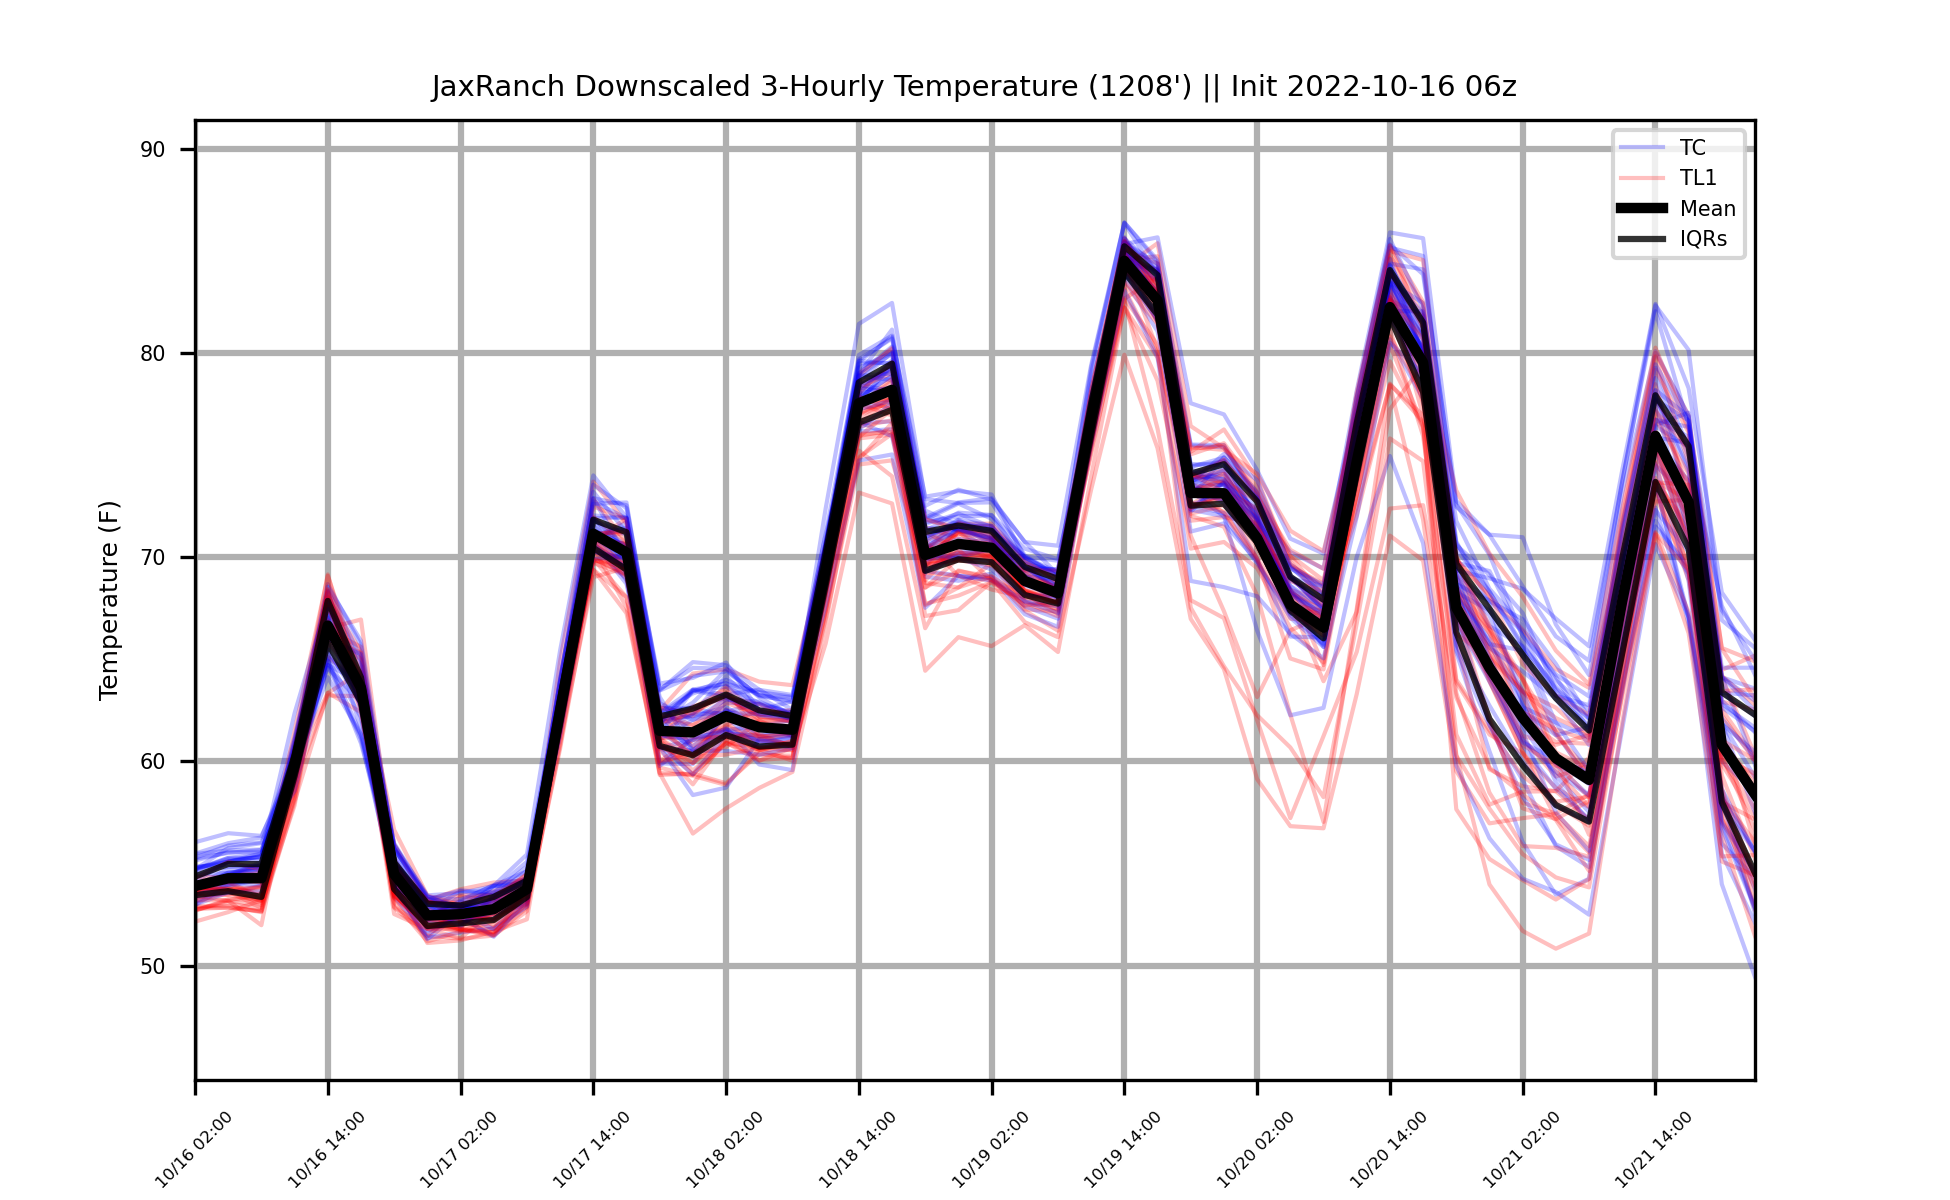 JaxRanch Downscaled 3-Hourly Temperature (1208') || Init 2022-10-16 06z
TC
TL1
Mean
IQRs
Temperature (F)
90
80
70
60
50
10/16 02:00
10/16 14:00
10/17 02:00
10/17 14:00
10/18 02:00
10/18 14:00
10/19 02:00
10/19 14:00
10/20 02:00
10/20 14:00
10/21 02:00
10/21 14:00